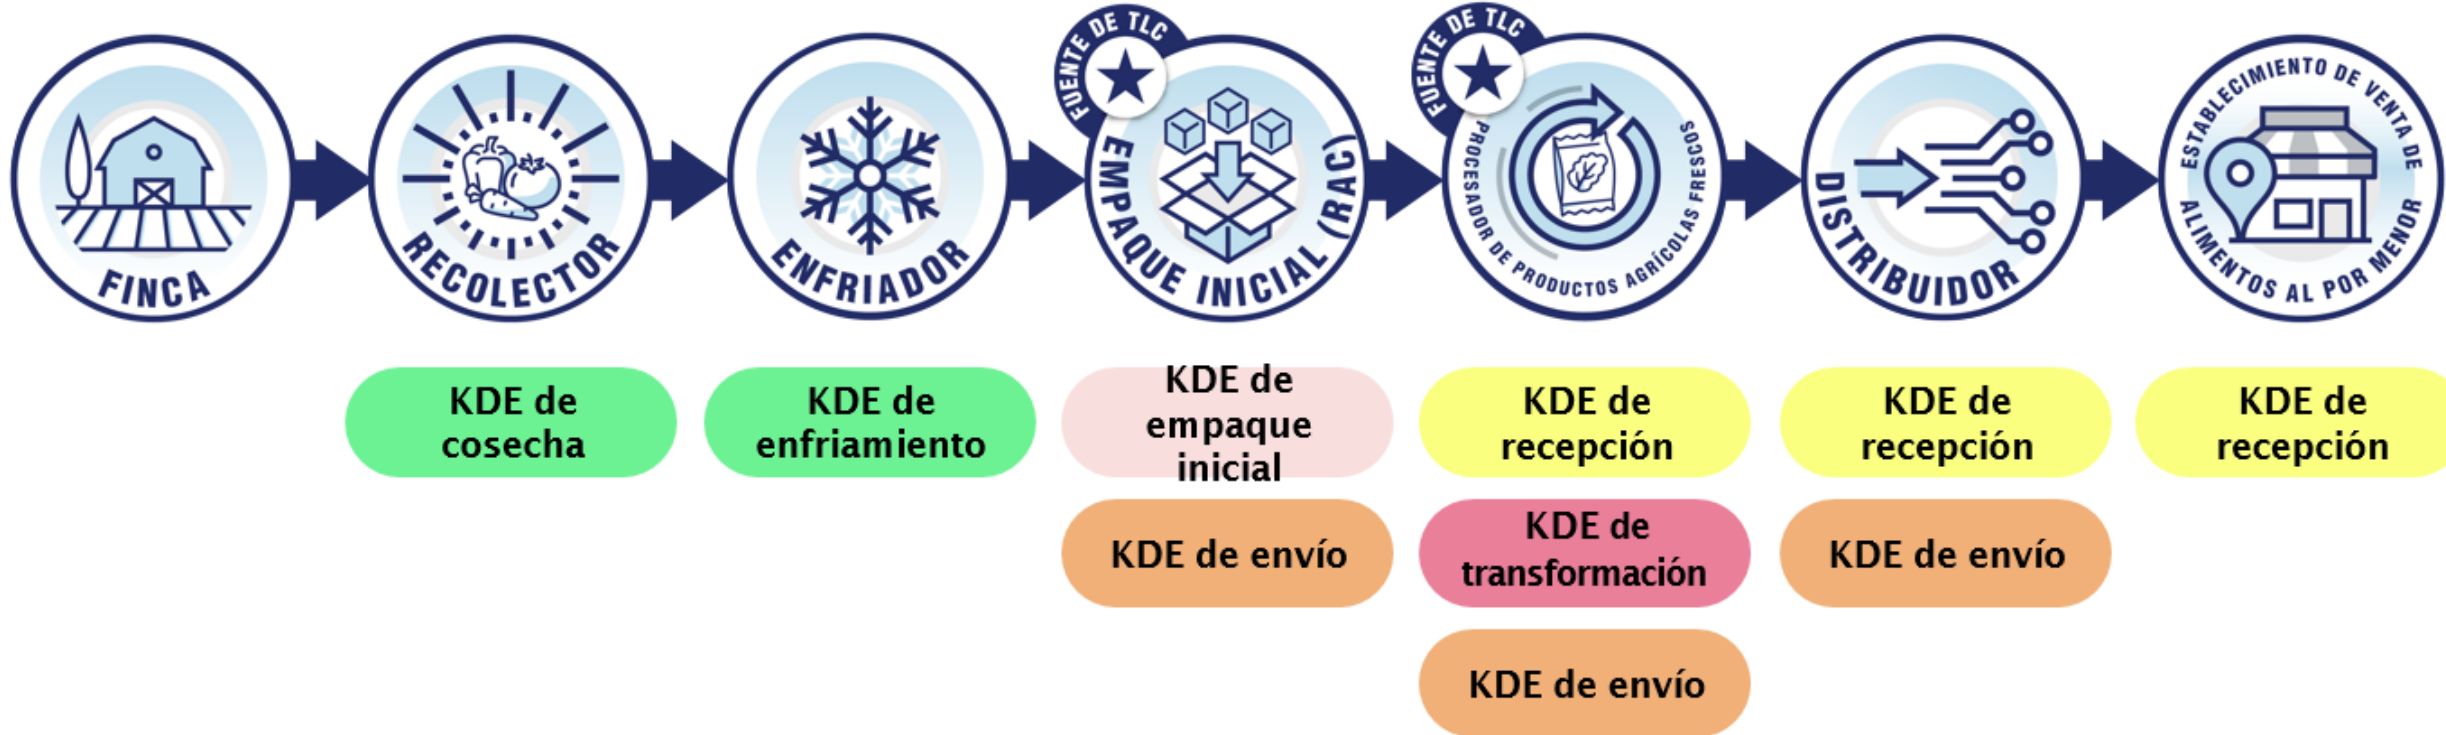 FINCA
RECOLECTOR
ENFRIADOR
FUENTE DE TLC
EMPAQUE INICIAL (RAC)
FUENTE DE TLC
PROCESADOR DE PRODUCTOS AGRÍCOLAS FRESCOS
DISTRIBUIDOR
ESTABLECIMIENTO DE VENTA DE
ALIMENTOS AL POR MENOR
KDE de
cosecha
KDE de
enfriamiento
KDE de
empaque
inicial
KDE de envío
KDE de
recepción
KDE de
transformación
KDE de envío
KDE de
recepción
KDE de envío
KDE de
recepción